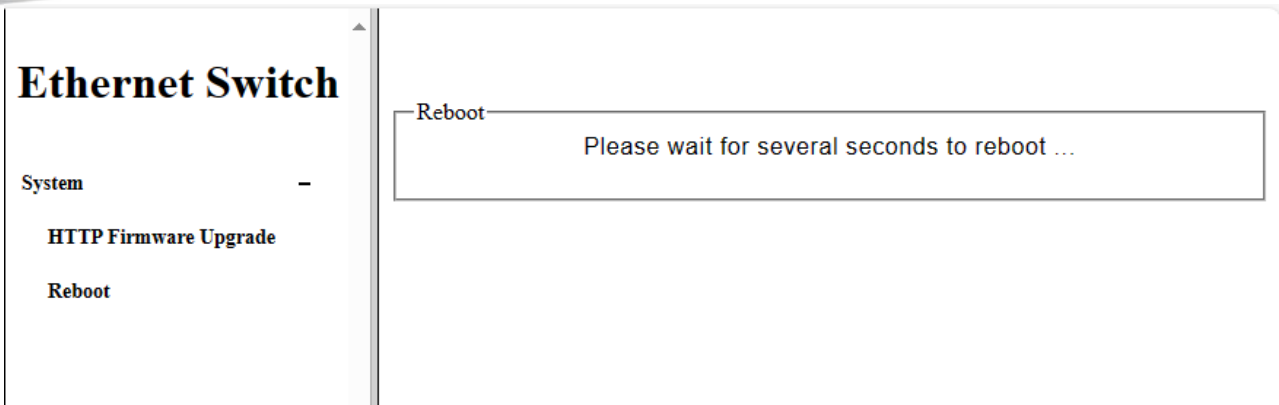 Ethernet Switch
System –
HTTP Firmware Upgrade
Reboot
Reboot
Please wait for several seconds to reboot ...